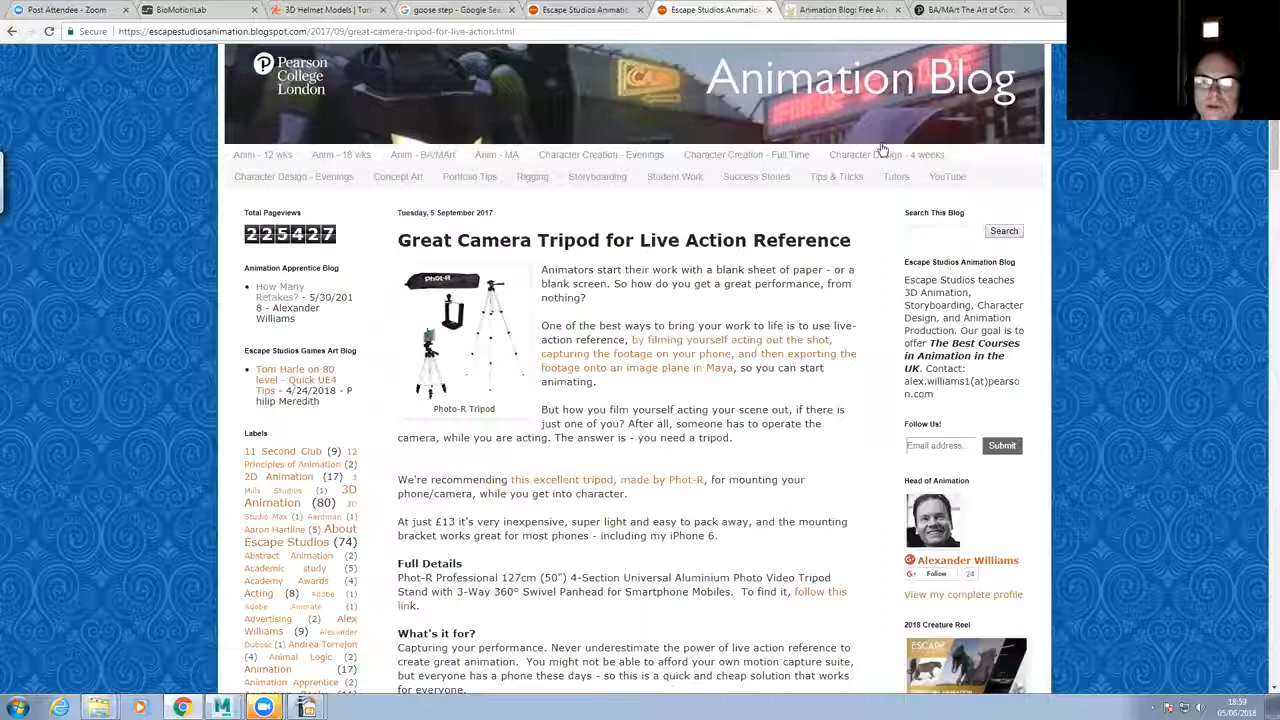 Post Attendee - Zoom
BioMotionLab
3D Helmet Models | Turb
goose step - Google Sea
Escape Studios Animation
Escape Studios Animatio
Animation Blog: Free An
BA/MArt The Art of Com
Secure
https://escapestudiosanimation.blogspot.com/2017/09/great-camera-tripod-for-live-action.html
Pearson
College
London
Animation Blog
Anim - 12 wks
Anim - 18 wks
Anim - BA/MArt
Anim - MA
Character Creation - Evenings
Character Creation - Full Time
Character Design - 4 weeks
Character Design - Evenings
Concept Art
Portfolio Tips
Rigging
Storyboarding
Student Work
Success Stories
Tips & Tricks
Tutors
YouTube
Total Pageviews
225427
Animation Apprentice Blog
How Many
Retakes? - 5/30/201
8 - Alexander
Williams
Escape Studios Games Art Blog
Tom Harle on 80
level - Quick UE4
Tips - 4/24/2018 - P
hilip Meredith
Labels
11 Second Club (9) 12
Principles of Animation (2)
2D Animation (17) 3
Mills Studios (1) 3D
Animation (80) 3D
Studio Max (1) Aardman (1)
Aaron Hartline (5) About
Escape Studios (74)
Abstract Animation (2)
Academic study (5)
Academy Awards (4)
Acting (8) Adobe (1)
Adobe Animate (1)
Advertising (2) Alex
Williams (9) Alexander
Dubosc (1) Andrea Torrejon
(4) Animal Logic (2)
Animation (17)
Animation Apprentice (2)
Tuesday, 5 September 2017
Great Camera Tripod for Live Action Reference
Phot-R
Photo-R Tripod
Animators start their work with a blank sheet of paper - or a
blank screen. So how do you get a great performance, from
nothing?
One of the best ways to bring your work to life is to use live-
action reference, by filming yourself acting out the shot,
capturing the footage on your phone, and then exporting the
footage onto an image plane in Maya, so you can start
animating.
But how you film yourself acting your scene out, if there is
just one of you? After all, someone has to operate the
camera, while you are acting. The answer is - you need a tripod.
We're recommending this excellent tripod, made by Phot-R, for mounting your
phone/camera, while you get into character.
At just £13 it's very inexpensive, super light and easy to pack away, and the mounting
bracket works great for most phones - including my iPhone 6.
Full Details
Phot-R Professional 127cm (50") 4-Section Universal Aluminium Photo Video Tripod
Stand with 3-Way 360° Swivel Panhead for Smartphone Mobiles. To find it, follow this
link.
What's it for?
Capturing your performance. Never underestimate the power of live action reference to
create great animation. You might not be able to afford your own motion capture suite,
but everyone has a phone these days - so this is a quick and cheap solution that works
for everyone.
Search This Blog
Search
Escape Studios Animation Blog
Escape Studios teaches
3D Animation,
Storyboarding, Character
Design, and Animation
Production. Our goal is
to offer The Best Courses
in Animation in the
UK. Contact:
alex.williams1(at)pearso
n.com
Follow Us!
Email address...
Submit
Head of Animation
Alexander Williams
Follow
24
View my complete profile
2018 Creature Reel
ESCAPE
18:59
05/06/2018